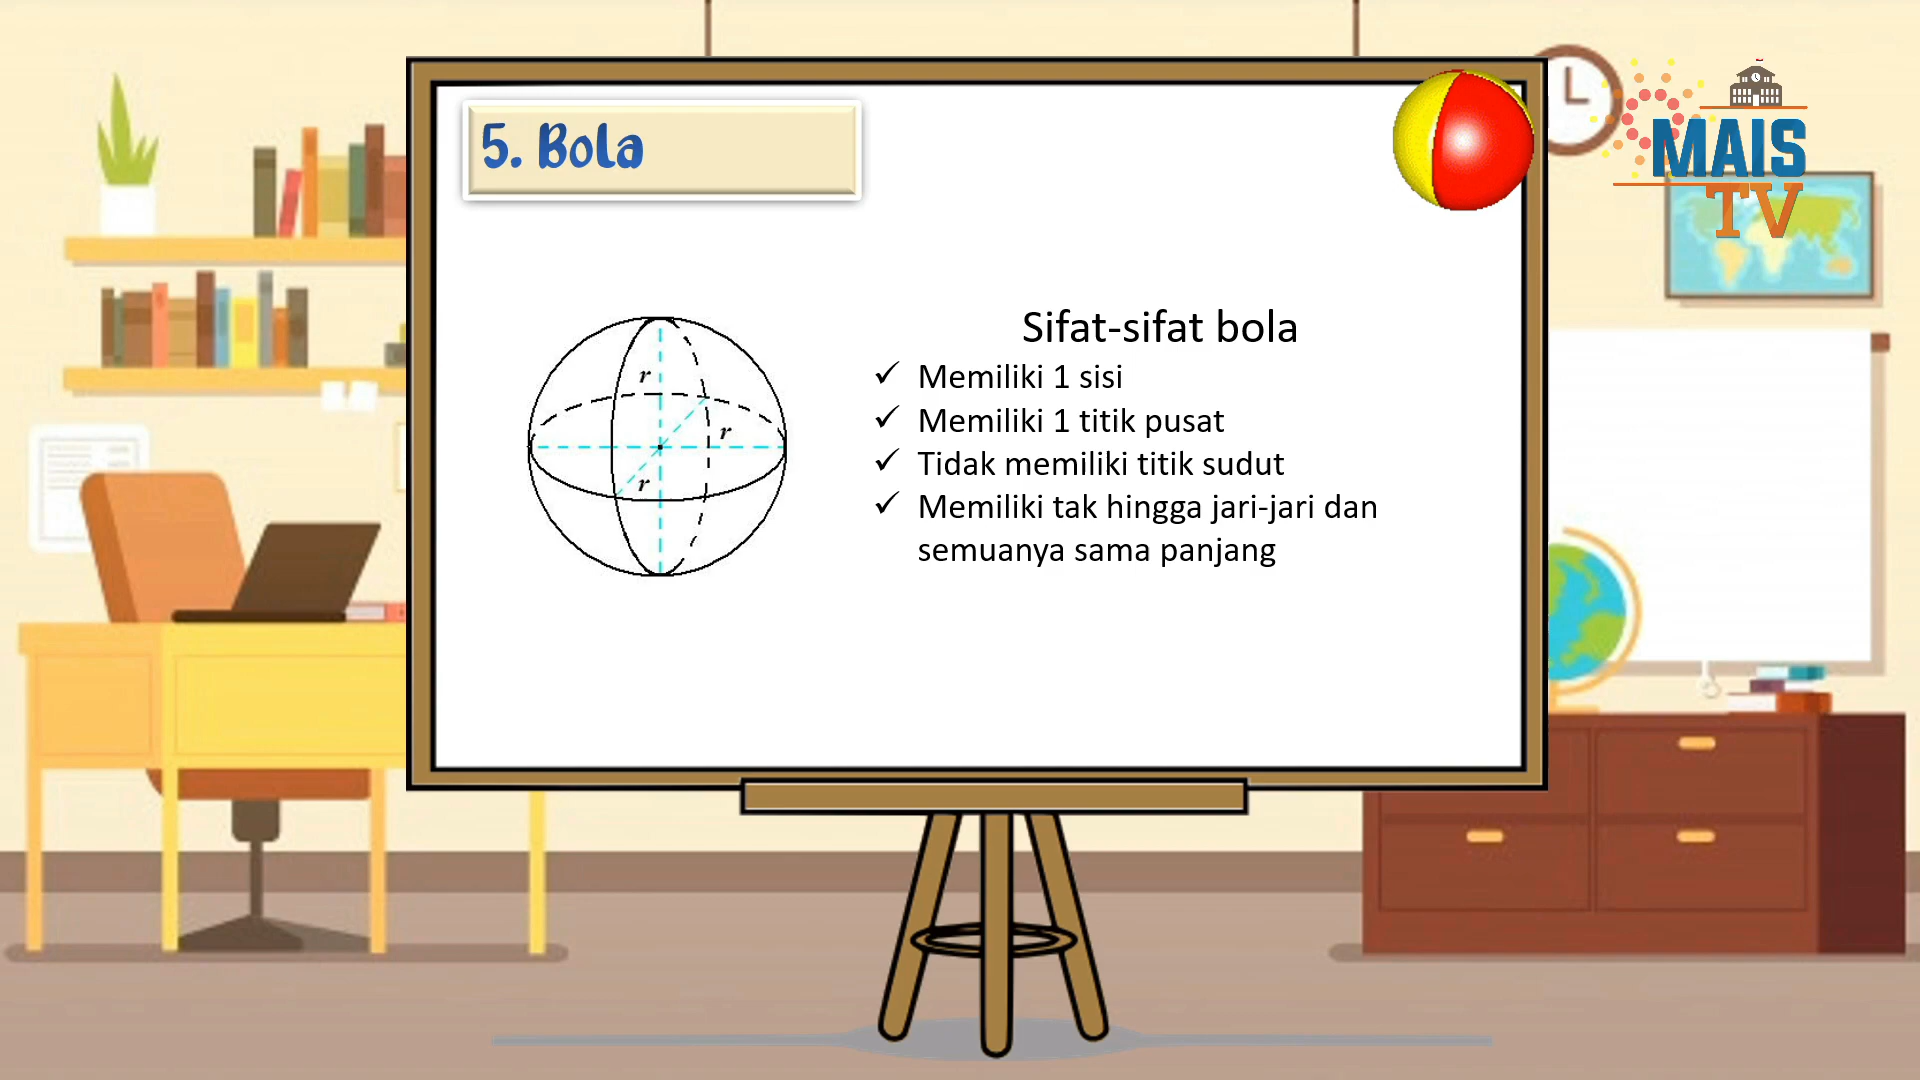 5. Bola
MAIS
TV
Sifat-sifat bola
✓ Memiliki 1 sisi
✓ Memiliki 1 titik pusat
✓ Tidak memiliki titik sudut
✓ Memiliki tak hingga jari-jari dan
semuanya sama panjang
r
r
r